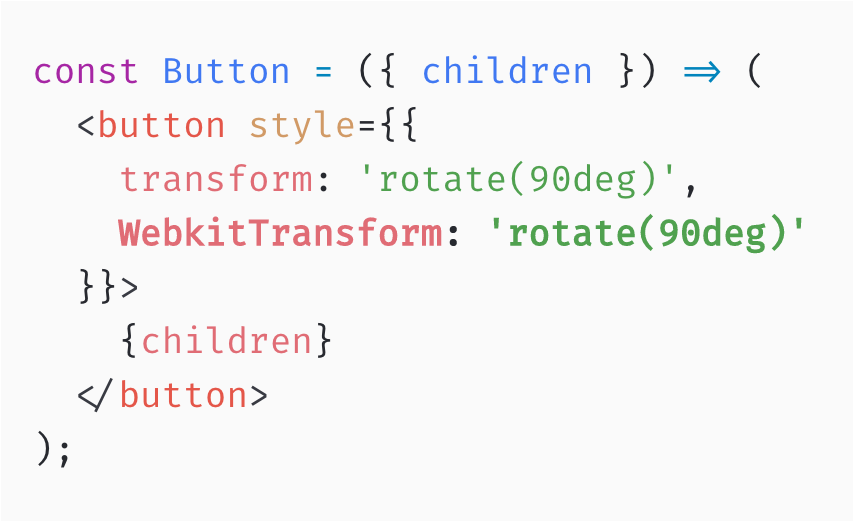 const Button = ({ children }) => (
  <button style={{
    transform: 'rotate(90deg)',
    WebkitTransform: 'rotate(90deg)'
  }}>
    {children}
  </button>
);